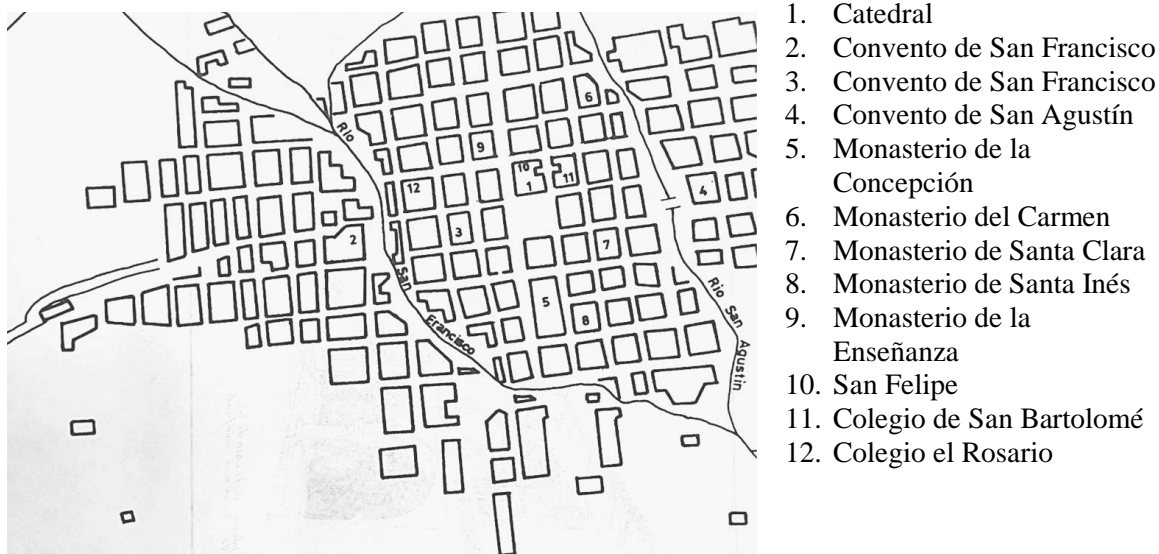 1. Catedral
2. Convento de San Francisco
3. Convento de San Francisco
4. Convento de San Agustín
5. Monasterio de la
Concepción
6. Monasterio del Carmen
7. Monasterio de Santa Clara
8. Monasterio de Santa Inés
9. Monasterio de la
Enseñanza
10. San Felipe
11. Colegio de San Bartolomé
12. Colegio el Rosario
6
Rio
9
10
11
12
1
4
2
3
7
San
5
Rio San
8
Francisco
Agustin